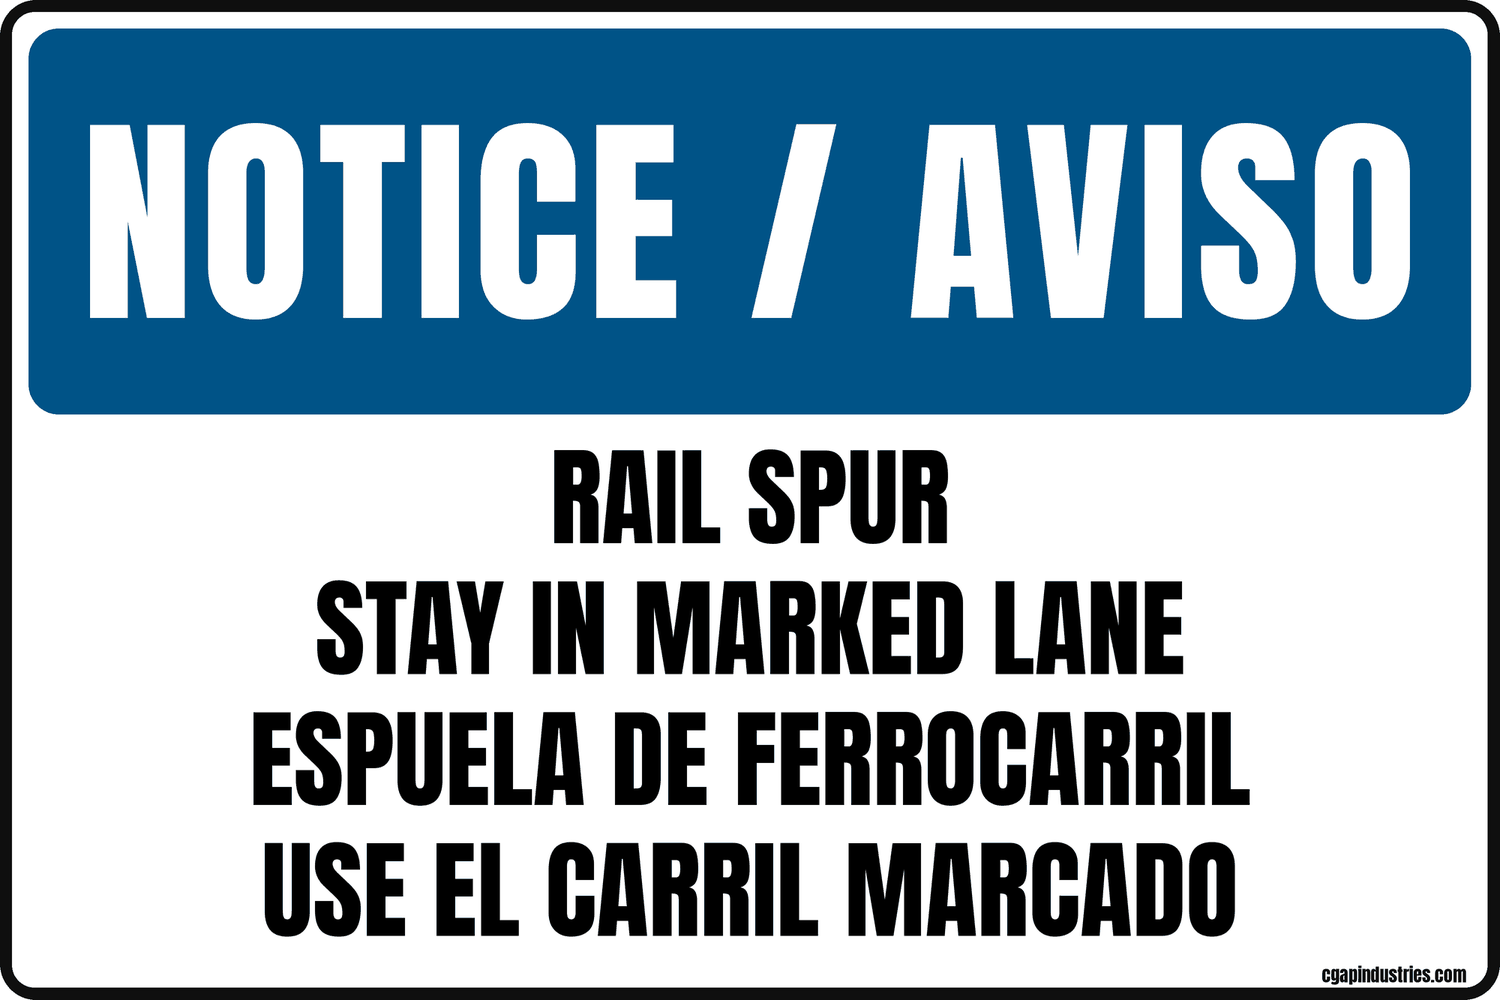 NOTICE / AVISO
RAIL SPUR
STAY IN MARKED LANE
ESPUELA DE FERROCARRIL
USE EL CARRIL MARCADO
cgapindustries.com